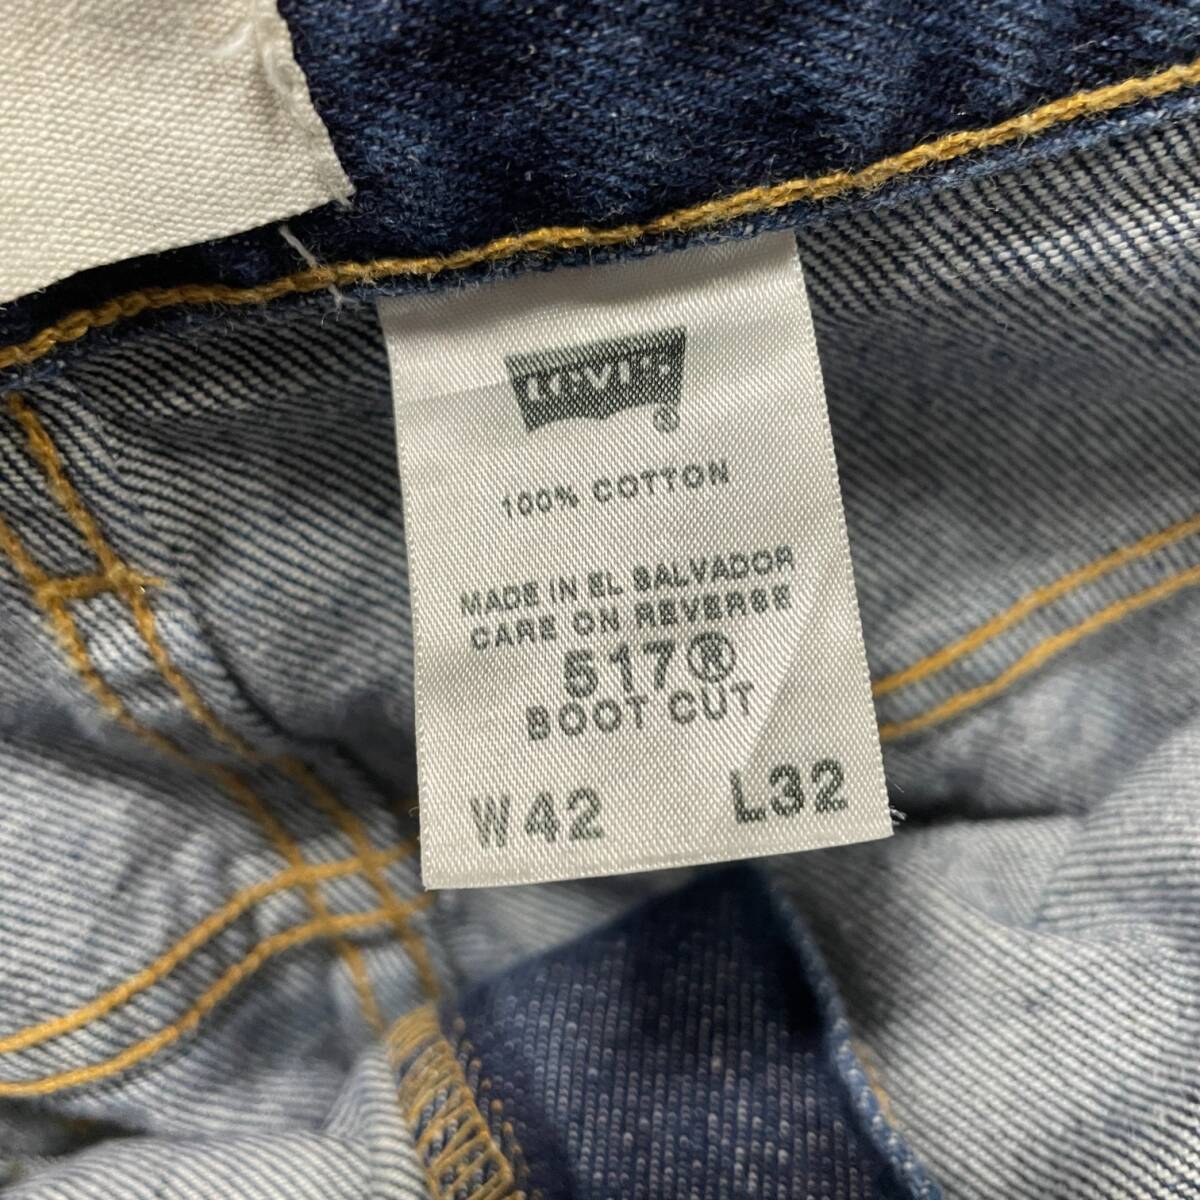 Levi's
®
100% COTTON
MADE IN EL SALVADOR
CARE ON REVERSE
517®
BOOT CUT
W42 L32